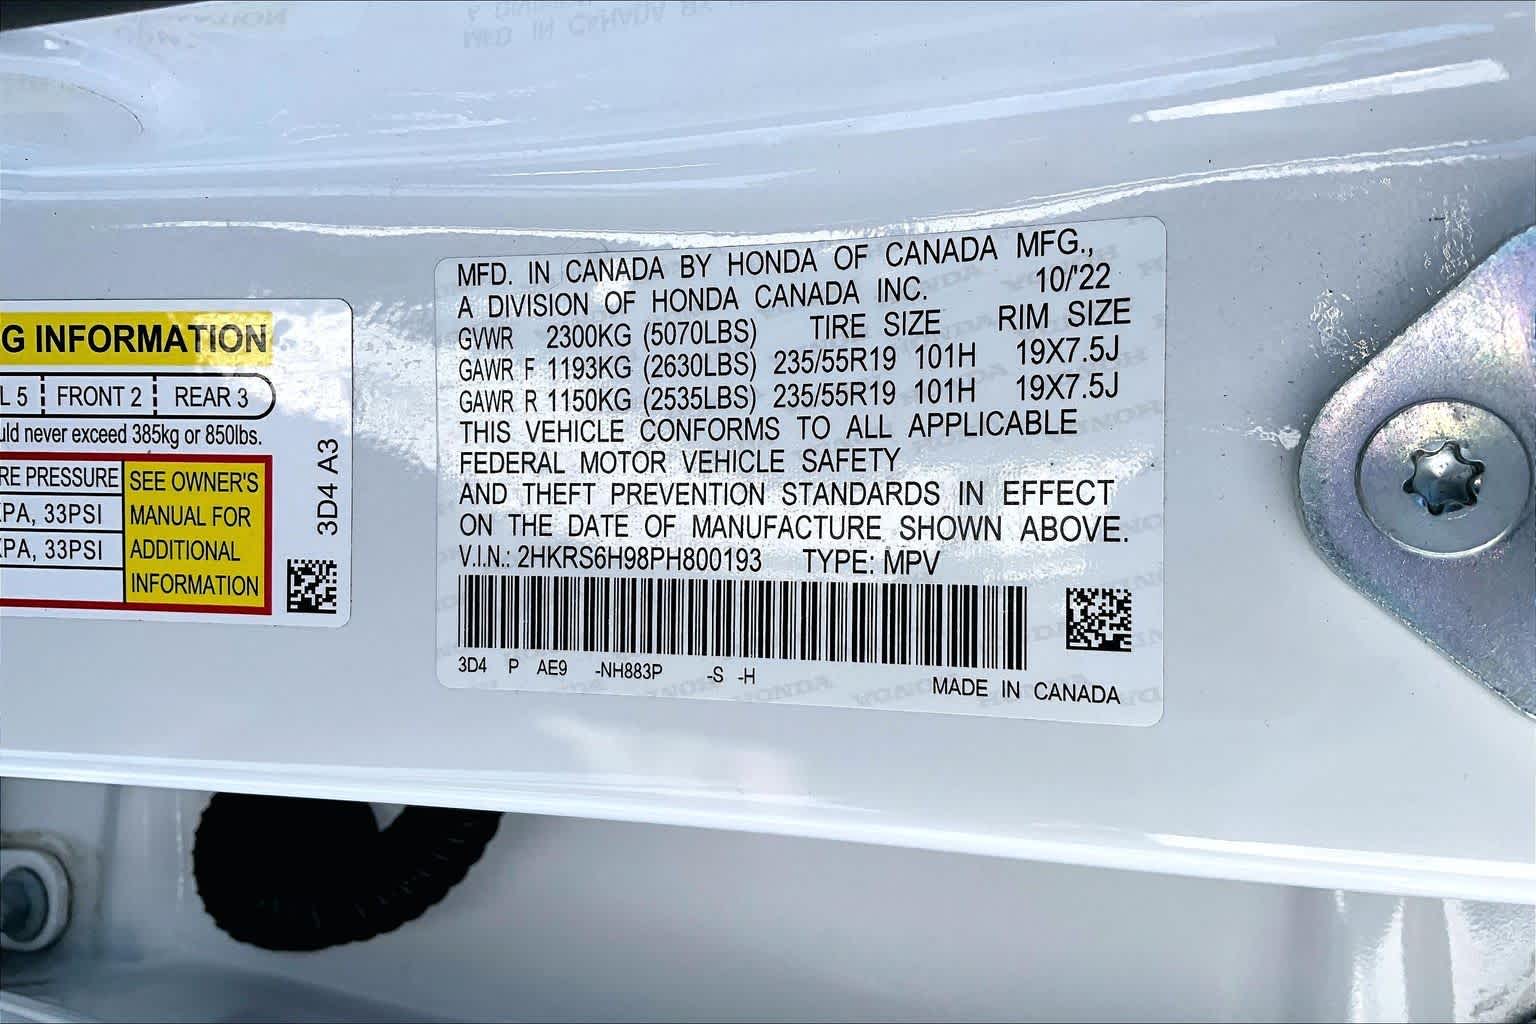 G INFORMATION
L 5 FRONT 2 REAR 3
never exceed 385kg or 850lbs.
PRESSURE
PA, 33PSI
PA, 33PSI
SEE OWNER'S
MANUAL FOR
ADDITIONAL
INFORMATION
3D4 A3
MFD. IN CANADA BY HONDA OF CANADA MFG.,
A DIVISION OF HONDA CANADA INC. 10/'22
GVWR 2300KG (5070LBS) TIRE SIZE RIM SIZE
GAWR F 1193KG (2630LBS) 235/55R19 101H 19X7.5J
GAWR R 1150KG (2535LBS) 235/55R19 101H 19X7.5J
THIS VEHICLE CONFORMS TO ALL APPLICABLE
FEDERAL MOTOR VEHICLE SAFETY
AND THEFT PREVENTION STANDARDS IN EFFECT
ON THE DATE OF MANUFACTURE SHOWN ABOVE.
V.I.N.: 2HKRS6H98PH800193 TYPE: MPV
3D4 P AE9 -NH883P -S -H
MADE IN CANADA